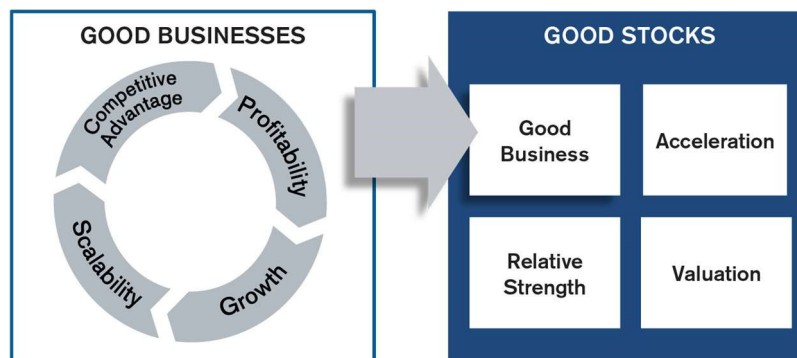 GOOD BUSINESSES
Competitive
Advantage
Profitability
Growth
Scalability
GOOD STOCKS
Good
Business
Acceleration
Relative
Strength
Valuation